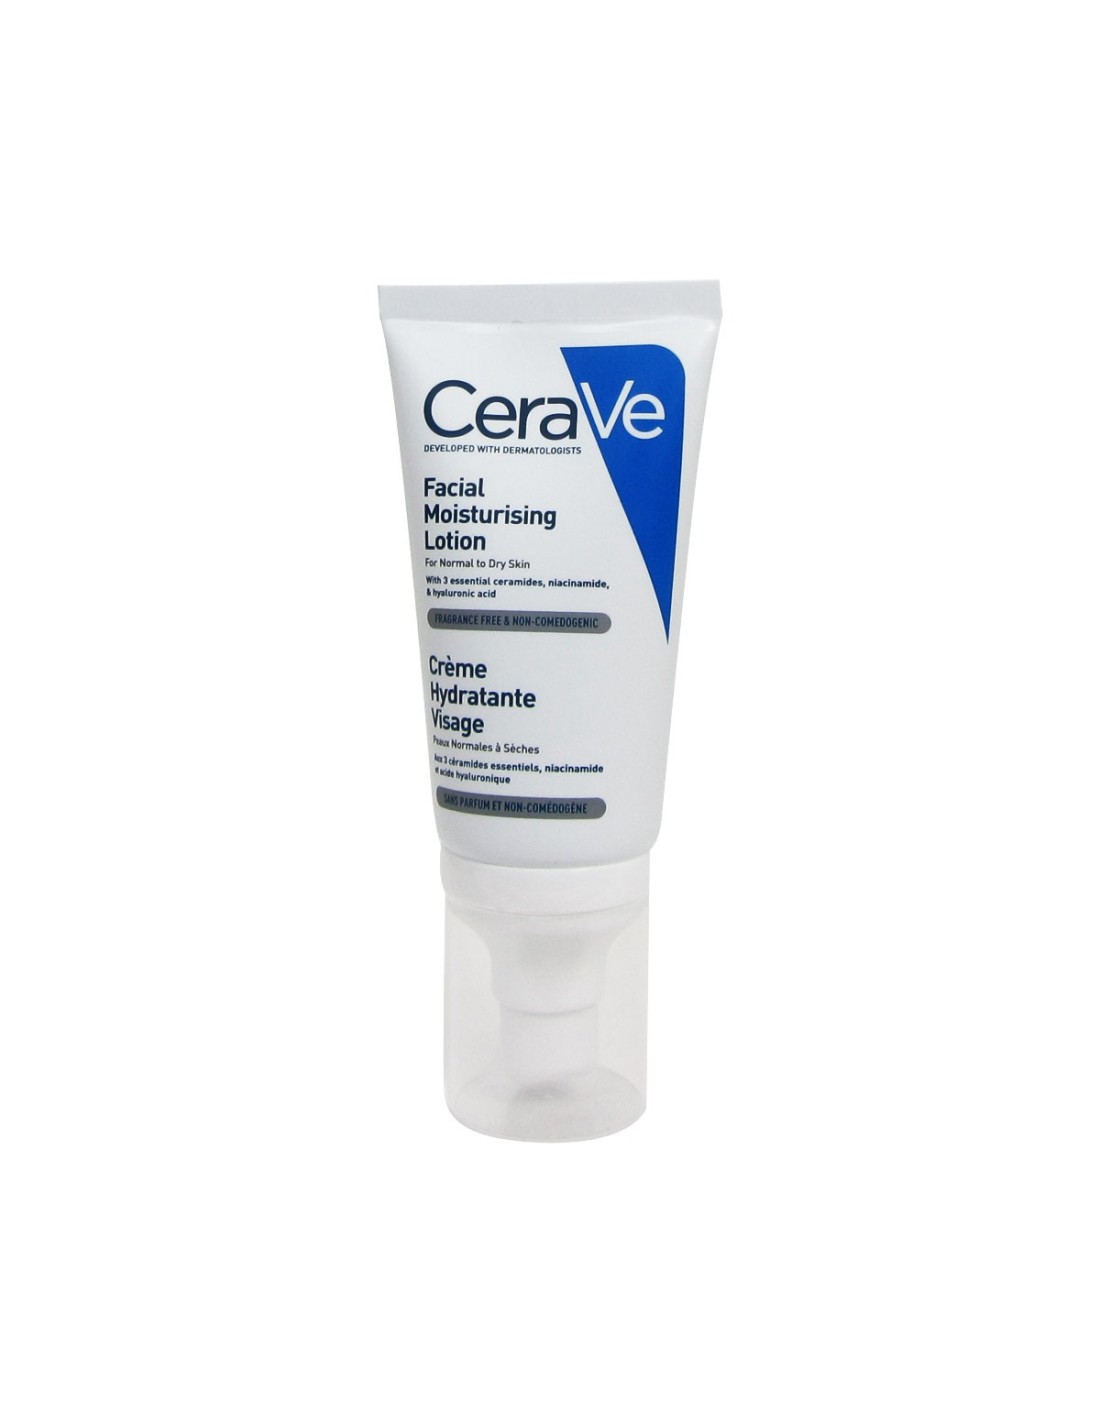 CeraVe
DEVELOPED WITH DERMATOLOGISTS
Facial
Moisturising
Lotion
For Normal to Dry Skin
With 3 essential ceramides, niacinamide,
& hyaluronic acid
FRAGRANCE FREE & NON-COMEDOGENIC
Crème
Hydratante
Visage
Peaux Normales à Sèches
Aux 3 céramides essentiels, niacinamide
et acide hyaluronique
SANS PARFUM ET NON-COMÉDOGÈNE